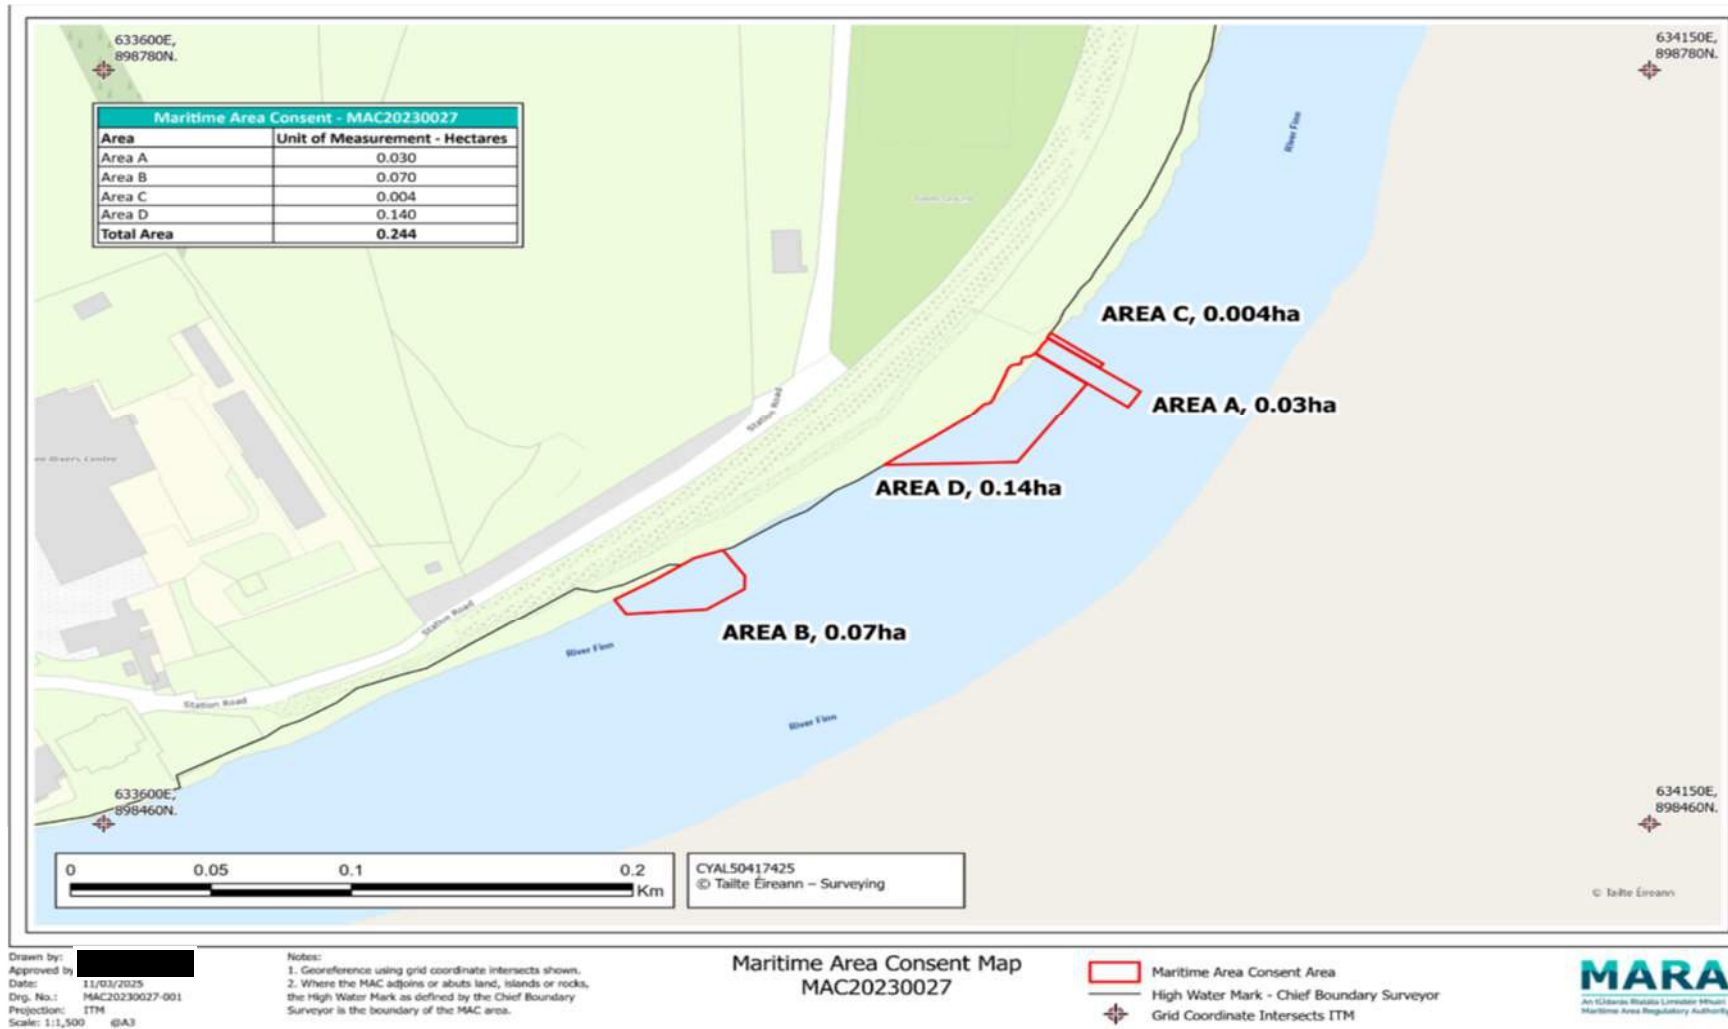 633600E,
898780N.
634150E,
898780N.
Maritime Area Consent - MAC20230027
Area Unit of Measurement - Hectares
Area A 0.030
Area B 0.070
Area C 0.004
Area D 0.140
Total Area 0.244
River Finn
AREA C, 0.004ha
AREA A, 0.03ha
Station Road
Rivers Centre
AREA D, 0.14ha
Station Road
AREA B, 0.07ha
River Finn
Station Road
River Finn
633600E,
898460N.
634150E,
898460N.
0 0.05 0.1 0.2
Km
CYAL50417425
© Tailte Éireann – Surveying
© Tailte Éireann
Drawn by:
Approved by
Date: 11/03/2025
Drg. No.: MAC20230027-001
Projection: ITM
Scale: 1:1,500 @A3
Notes:
1. Georeference using grid coordinate intersects shown.
2. Where the MAC adjoins or abuts land, islands or rocks,
the High Water Mark as defined by the Chief Boundary
Surveyor is the boundary of the MAC area.
Maritime Area Consent Map
MAC20230027
Maritime Area Consent Area
High Water Mark - Chief Boundary Surveyor
Grid Coordinate Intersects ITM
MARA
An tÚdarás Rialála Limistéir Mhuirí
Maritime Area Regulatory Authority